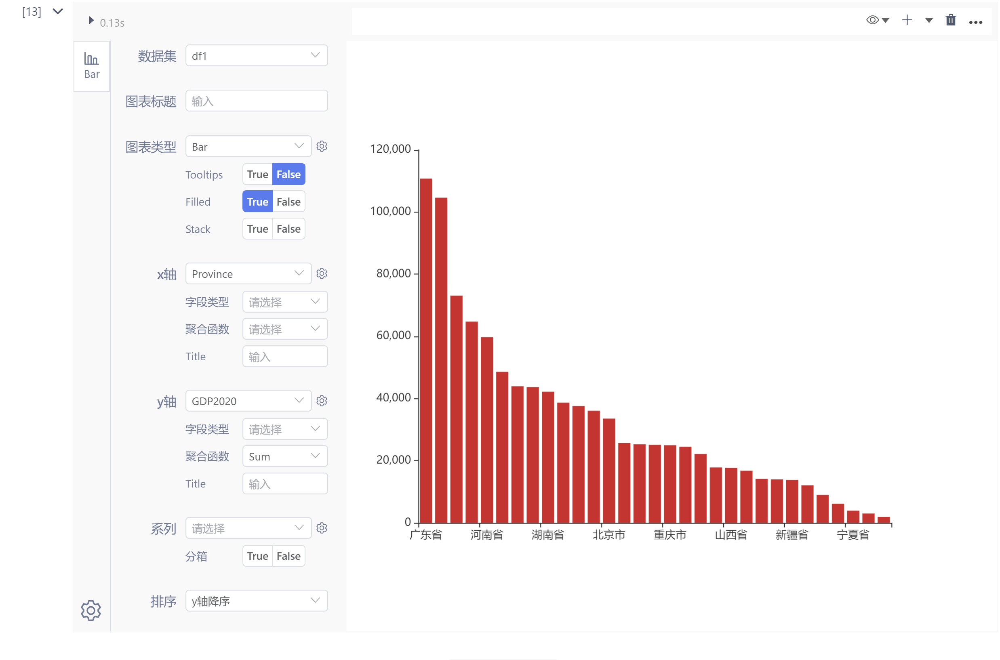 [13]
0.13s
Bar
数据集 df1
图表标题 输入
图表类型 Bar
Tooltips True False
Filled True False
Stack True False
x轴 Province
字段类型 请选择
聚合函数 请选择
Title 输入
y轴 GDP2020
字段类型 请选择
聚合函数 Sum
Title 输入
系列 请选择
分箱 True False
排序 y轴降序
120,000
100,000
80,000
60,000
40,000
20,000
0
广东省 河南省 湖南省 北京市 重庆市 山西省 新疆省 宁夏省